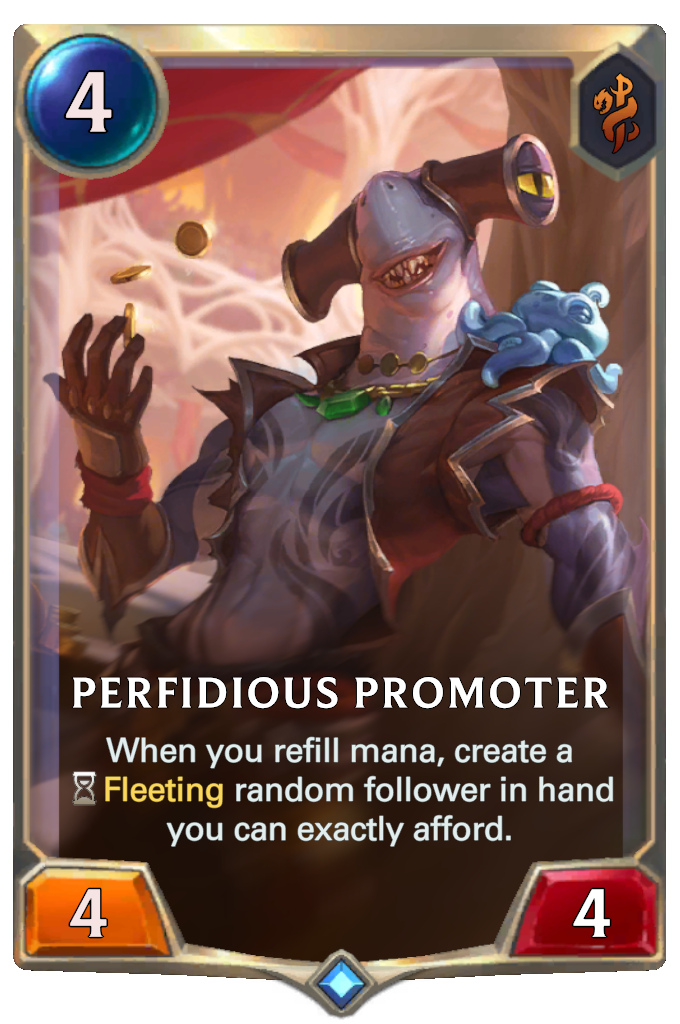 4
PERFIDIOUS PROMOTER
When you refill mana, create a
Fleeting random follower in hand
you can exactly afford.
4
4